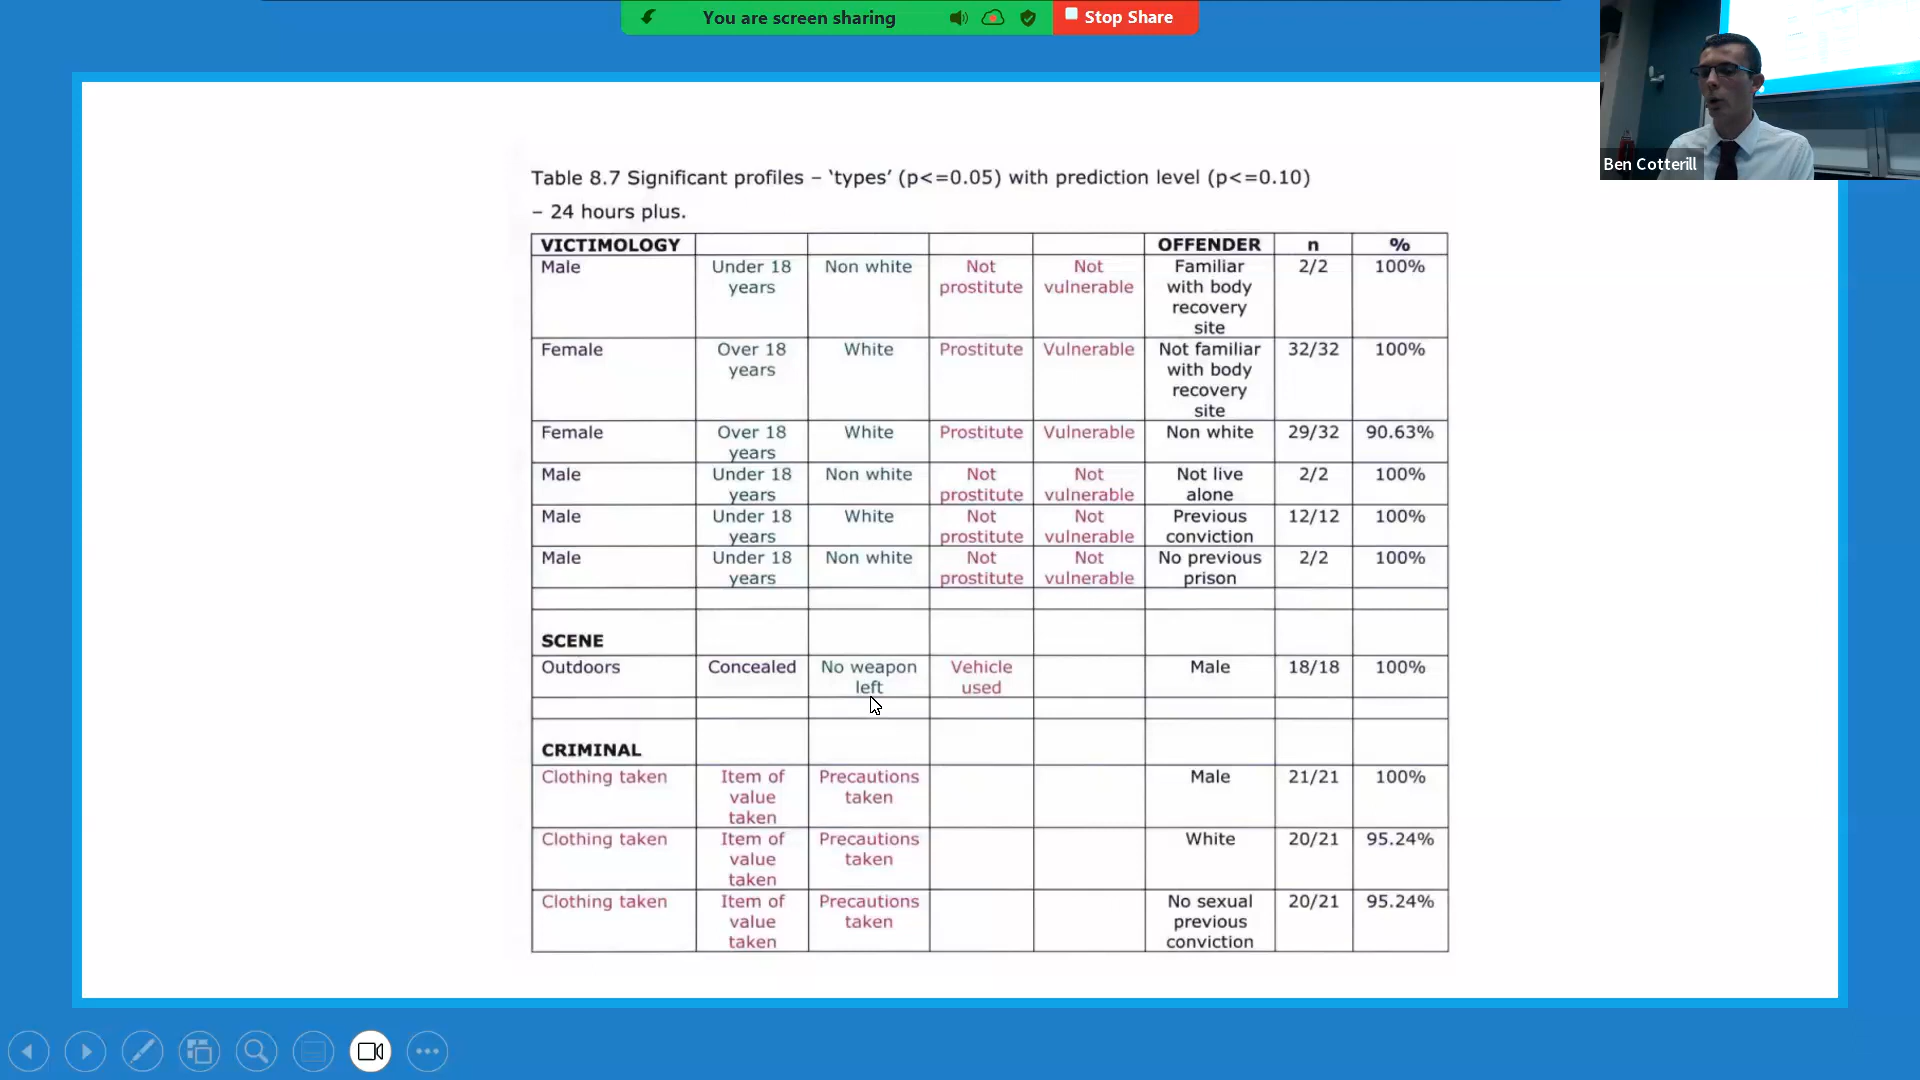 You are screen sharing
Stop Share
Ben Cotterill
Table 8.7 Significant profiles – ‘types’ (p<=0.05) with prediction level (p<=0.10)
– 24 hours plus.
VICTIMOLOGY OFFENDER n %
Male Under 18 years Non white Not prostitute Not vulnerable Familiar with body recovery site 2/2 100%
Female Over 18 years White Prostitute Vulnerable Not familiar with body recovery site 32/32 100%
Female Over 18 years White Prostitute Vulnerable Non white 29/32 90.63%
Male Under 18 years Non white Not prostitute Not vulnerable Not live alone 2/2 100%
Male Under 18 years White Not prostitute Not vulnerable Previous conviction 12/12 100%
Male Under 18 years Non white Not prostitute Not vulnerable No previous prison 2/2 100%
SCENE
Outdoors Concealed No weapon left Vehicle used Male 18/18 100%
CRIMINAL
Clothing taken Item of value taken Precautions taken Male 21/21 100%
Clothing taken Item of value taken Precautions taken White 20/21 95.24%
Clothing taken Item of value taken Precautions taken No sexual previous conviction 20/21 95.24%